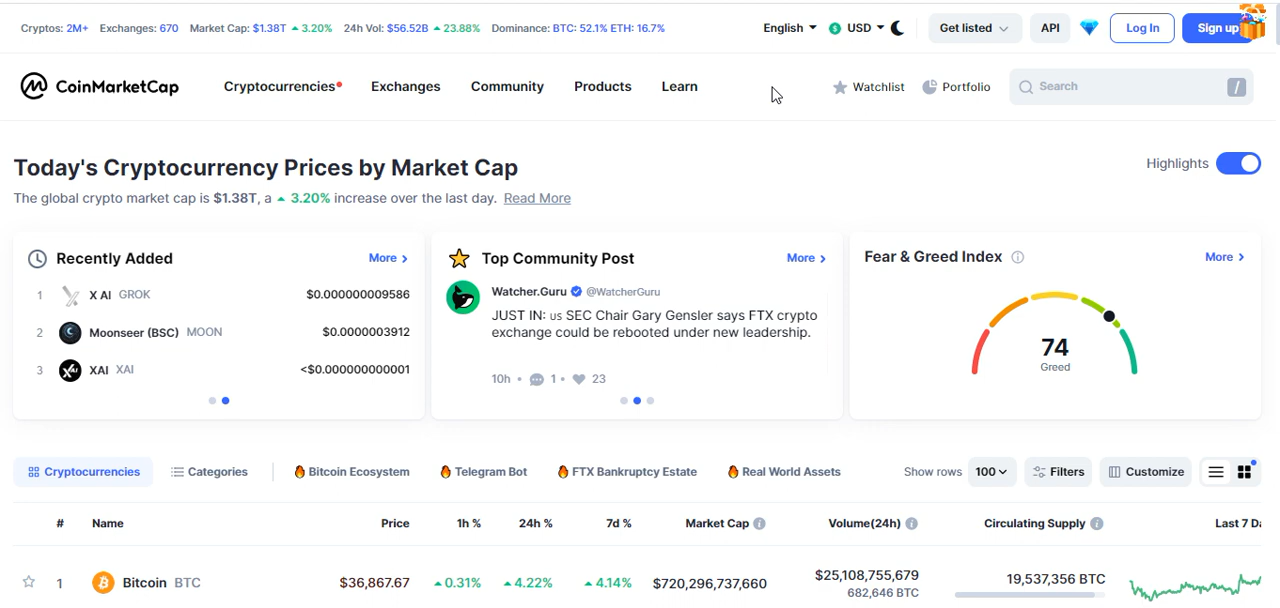 Cryptos: 2M+ Exchanges: 670 Market Cap: $1.38T 3.20% 24h Vol: $56.52B 23.88% Dominance: BTC: 52.1% ETH: 16.7% English USD Get listed API Log In Sign up
CoinMarketCap Cryptocurrencies Exchanges Community Products Learn Watchlist Portfolio Search /
Today's Cryptocurrency Prices by Market Cap
Highlights
The global crypto market cap is $1.38T, a 3.20% increase over the last day. Read More
Recently Added More
1 X AI GROK $0.000000009586
2 Moonseer (BSC) MOON $0.0000003912
3 XAI XAI <$0.000000000001
Top Community Post More
Watcher.Guru @WatcherGuru
JUST IN: us SEC Chair Gary Gensler says FTX crypto
exchange could be rebooted under new leadership.
10h • 1 • 23
Fear & Greed Index More
74
Greed
Cryptocurrencies Categories Bitcoin Ecosystem Telegram Bot FTX Bankruptcy Estate Real World Assets Show rows 100 Filters Customize
# Name Price 1h % 24h % 7d % Market Cap Volume(24h) Circulating Supply Last 7 Da
1 Bitcoin BTC $36,867.67 0.31% 4.22% 4.14% $720,296,737,660 $25,108,755,679 19,537,356 BTC
682,646 BTC